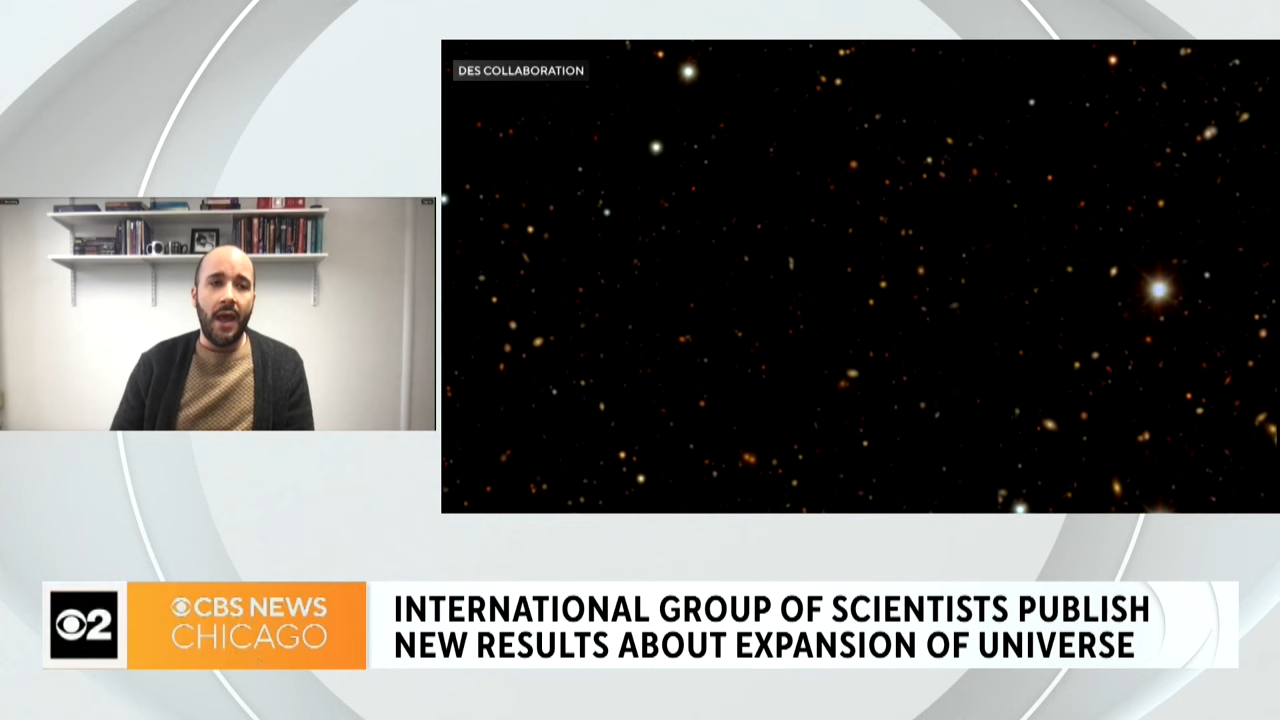 DES COLLABORATION
2
CBS NEWS
CHICAGO
INTERNATIONAL GROUP OF SCIENTISTS PUBLISH
NEW RESULTS ABOUT EXPANSION OF UNIVERSE